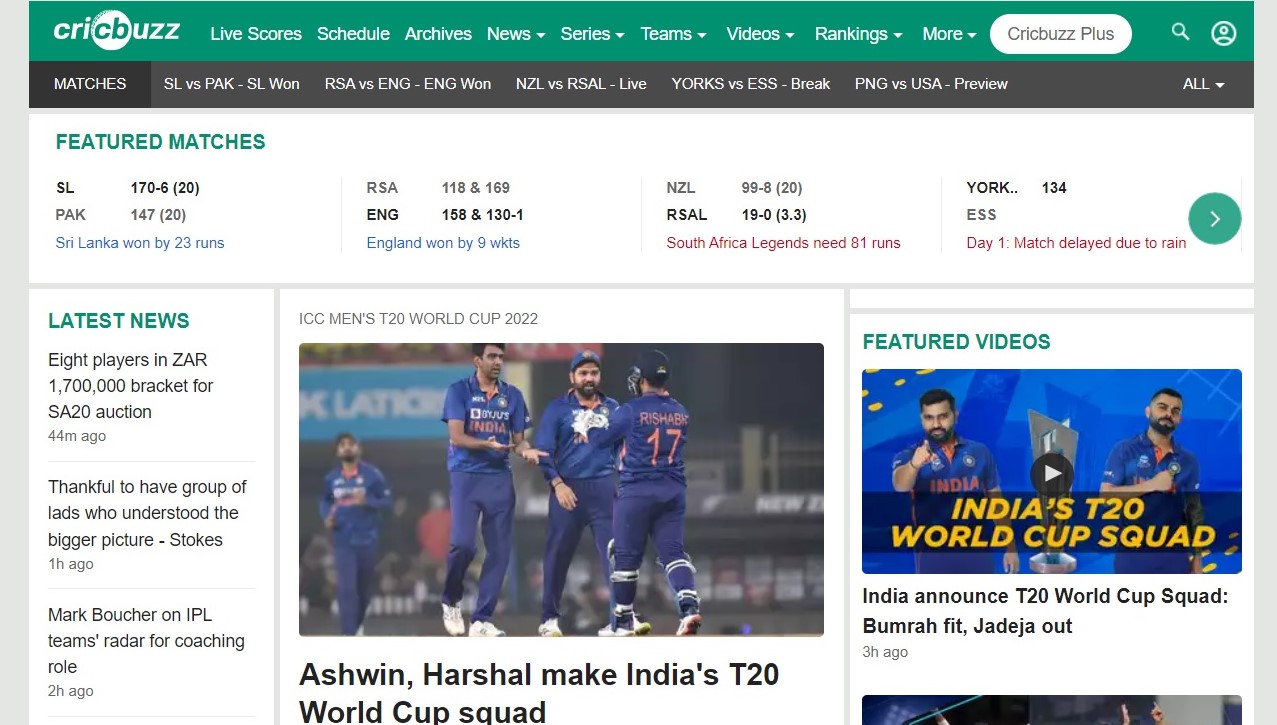 cricbuzz
Live Scores Schedule Archives News Series Teams Videos Rankings More Cricbuzz Plus
MATCHES SL vs PAK - SL Won RSA vs ENG - ENG Won NZL vs RSAL - Live YORKS vs ESS - Break PNG vs USA - Preview ALL
FEATURED MATCHES
SL 170-6 (20)
PAK 147 (20)
Sri Lanka won by 23 runs
RSA 118 & 169
ENG 158 & 130-1
England won by 9 wkts
NZL 99-8 (20)
RSAL 19-0 (3.3)
South Africa Legends need 81 runs
YORK.. 134
ESS
Day 1: Match delayed due to rain
LATEST NEWS
Eight players in ZAR
1,700,000 bracket for
SA20 auction
44m ago
Thankful to have group of
lads who understood the
bigger picture - Stokes
1h ago
Mark Boucher on IPL
teams' radar for coaching
role
2h ago
ICC MEN'S T20 WORLD CUP 2022
BYJU'S
INDIA
RISHABH
17
NEW ZE
Ashwin, Harshal make India's T20
World Cup squad
FEATURED VIDEOS
INDIA
INDIA'S T20
WORLD CUP SQUAD
India announce T20 World Cup Squad:
Bumrah fit, Jadeja out
3h ago